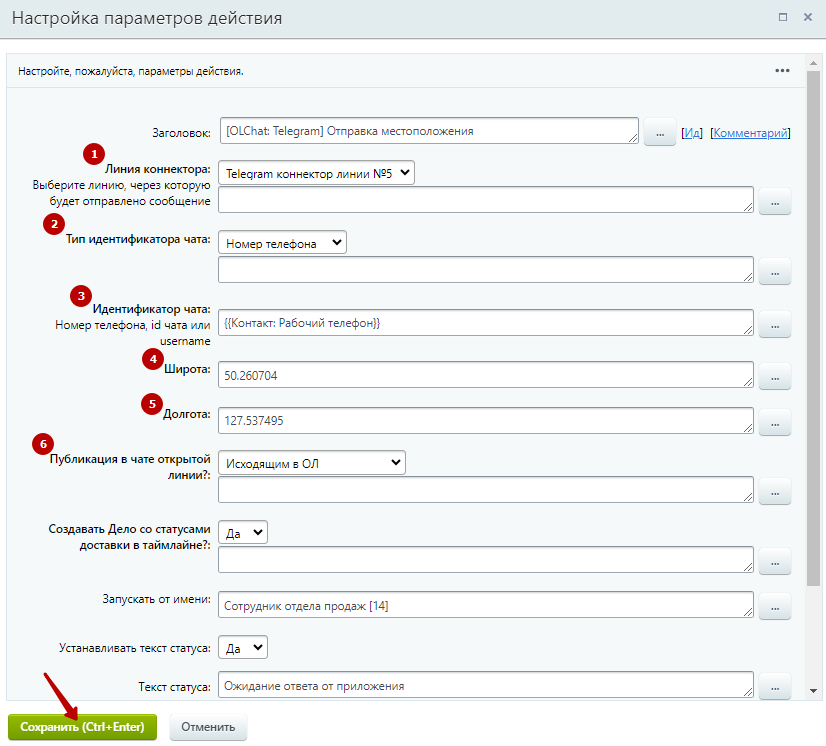 Настройка параметров действия
Настройте, пожалуйста, параметры действия.
Заголовок: [OLChat: Telegram] Отправка местоположения ... [Ид] [Комментарий]
1
Линия коннектора: Telegram коннектор линии №5
Выберите линию, через которую
будет отправлено сообщение ...
2
Тип идентификатора чата: Номер телефона
...
3
Идентификатор чата: {{Контакт: Рабочий телефон}} ...
Номер телефона, id чата или
username
4
Широта: 50.260704 ...
5
Долгота: 127.537495 ...
6
Публикация в чате открытой Исходящим в ОЛ
линии?:
...
Создавать Дело со статусами Да
доставки в таймлайне?:
...
Запускать от имени: Сотрудник отдела продаж [14] ...
Устанавливать текст статуса: Да
Текст статуса: Ожидание ответа от приложения ...
Сохранить (Ctrl+Enter) Отменить